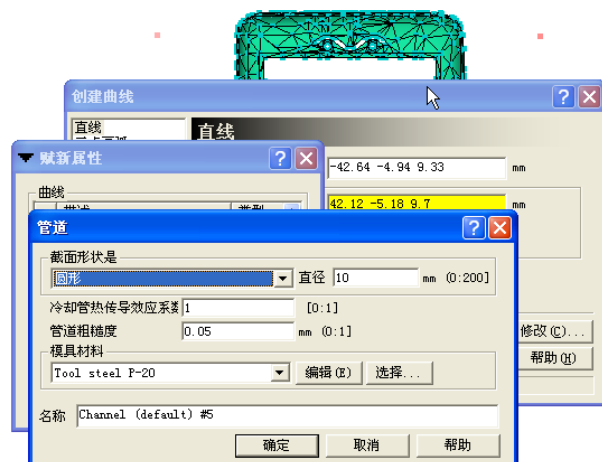 创建曲线
直线
直线
赋新属性
-42.64 -4.94 9.33 mm
曲线
42.12 -5.18 9.7 mm
管道
截面形状是
圆形 直径 10 mm (0:200]
冷却管热传导效应系数 1 [0:1]
管道粗糙度 0.05 mm (0:1]
修改(C)...
模具材料
帮助(H)
Tool steel P-20 编辑(E) 选择...
名称 Channel (default) #5
确定 取消 帮助